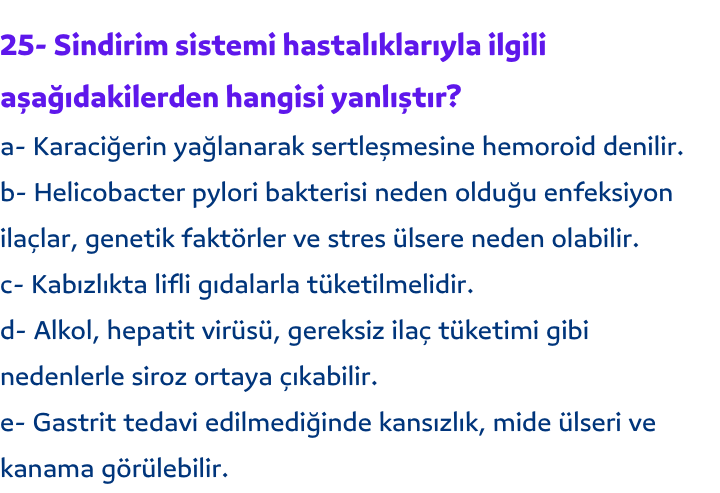 25- Sindirim sistemi hastalıklarıyla ilgili
aşağıdakilerden hangisi yanlıştır?
a- Karaciğerin yağlanarak sertleşmesine hemoroid denilir.
b- Helicobacter pylori bakterisi neden olduğu enfeksiyon
ilaçlar, genetik faktörler ve stres ülsere neden olabilir.
c- Kabızlıkta lifli gıdalarla tüketilmelidir.
d- Alkol, hepatit virüsü, gereksiz ilaç tüketimi gibi
nedenlerle siroz ortaya çıkabilir.
e- Gastrit tedavi edilmediğinde kansızlık, mide ülseri ve
kanama görülebilir.